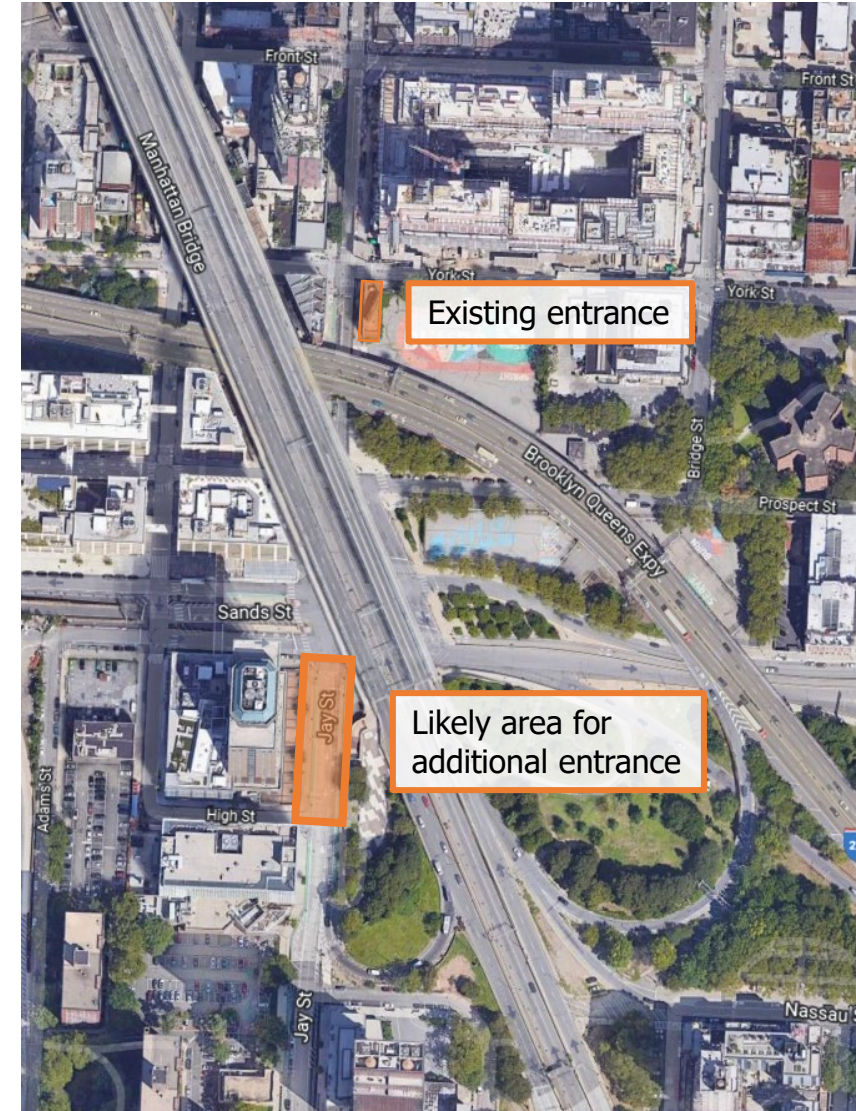 Front St
Front St
Manhattan Bridge
York St
York St
Existing entrance
Bridge St
Brooklyn Queens Expy
Prospect St
Sands St
Jay St
Likely area for
additional entrance
Adams St
High St
Jay St
Nassau S